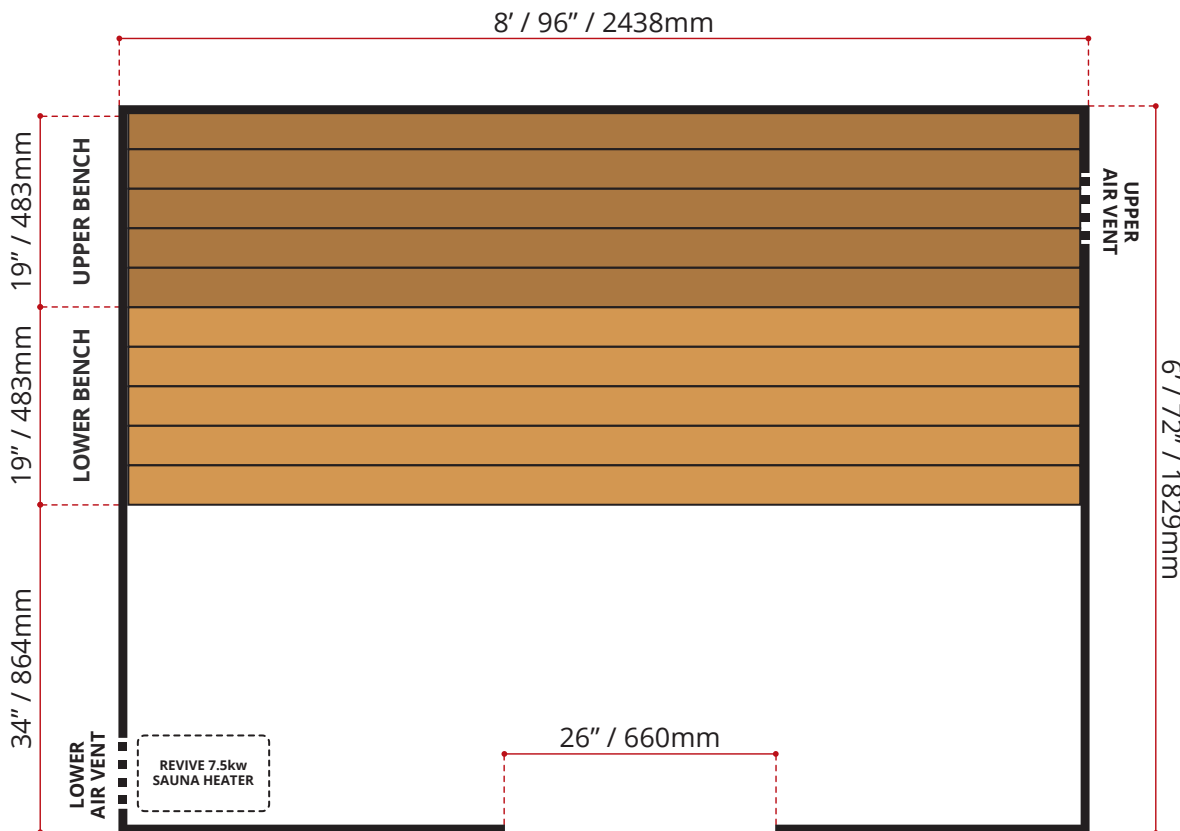 8’ / 96” / 2438mm
19” / 483mm
UPPER BENCH
UPPER
AIR VENT
19” / 483mm
LOWER BENCH
6’ / 72” / 1829mm
34” / 864mm
LOWER
AIR VENT
REVIVE 7.5kw
SAUNA HEATER
26” / 660mm